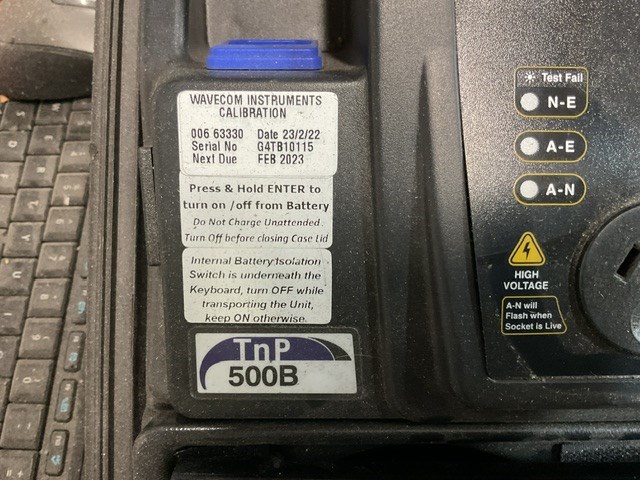 WAVECOM INSTRUMENTS
CALIBRATION
006 63330 Date 23/2/22
Serial No G4TB10115
Next Due FEB 2023
Press & Hold ENTER to
turn on /off from Battery
Do Not Charge Unattended
Turn Off before closing Case Lid
Internal Battery Isolation
Switch is underneath the
Keyboard, turn OFF while
transporting the Unit,
keep ON otherwise.
TnP
500B
Test Fail
N-E
A-E
A-N
HIGH
VOLTAGE
A-N will
Flash when
Socket is Live